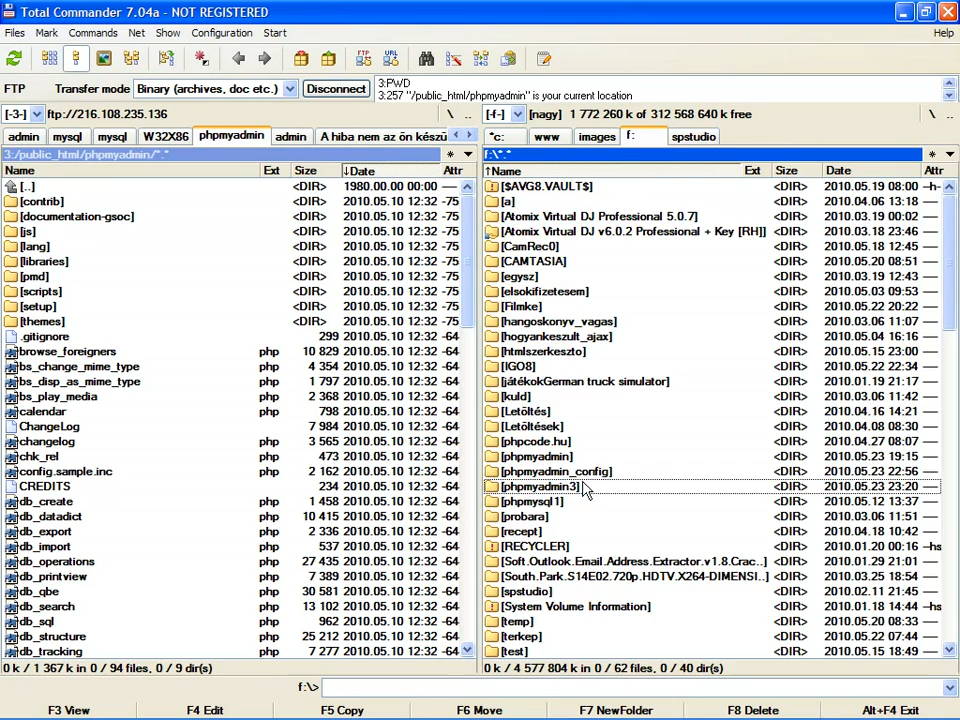 Total Commander 7.04a - NOT REGISTERED
Files Mark Commands Net Show Configuration Start Help
FTP URL
FTP Transfer mode Binary (archives, doc etc.) Disconnect 3:PWD
3:257 "/public_html/phpmyadmin" is your current location
[-3-] ftp://216.108.235.136 \ .. [-f-] [nagy] 1 772 260 k of 312 568 640 k free \ ..
admin mysql mysql W32X86 phpmyadmin admin A hiba nem az ön készü *c: www images f: spstudio
3:/public_html/phpmyadmin/*.* * f:\*.* *
Name Ext Size ↓Date Attr ↑Name Ext Size Date Attr
[..] <DIR> 1980.00.00 00:00 ---- [$AVG8.VAULT$] <DIR> 2010.05.19 08:00 --h-
[contrib] <DIR> 2010.05.10 12:32 -75 [a] <DIR> 2010.04.06 13:18 ----
[documentation-gsoc] <DIR> 2010.05.10 12:32 -75 [Atomix Virtual DJ Professional 5.0.7] <DIR> 2010.03.19 00:02 ----
[js] <DIR> 2010.05.10 12:32 -75 [Atomix Virtual DJ v6.0.2 Professional + Key [RH]] <DIR> 2010.03.18 23:46 ----
[lang] <DIR> 2010.05.10 12:32 -75 [CamRec0] <DIR> 2010.05.18 12:45 ----
[libraries] <DIR> 2010.05.10 12:32 -75 [CAMTASIA] <DIR> 2010.05.20 08:51 ----
[pmd] <DIR> 2010.05.10 12:32 -75 [egysz] <DIR> 2010.03.19 12:43 ----
[scripts] <DIR> 2010.05.10 12:32 -75 [elsokifizetesem] <DIR> 2010.05.03 09:53 ----
[setup] <DIR> 2010.05.10 12:32 -75 [Filmke] <DIR> 2010.05.22 20:22 ----
[themes] <DIR> 2010.05.10 12:32 -75 [hangoskonyv_vagas] <DIR> 2010.03.06 11:07 ----
.gitignore 299 2010.05.10 12:32 -64 [hogyankeszult_ajax] <DIR> 2010.05.04 16:16 ----
browse_foreigners php 10 829 2010.05.10 12:32 -64 [htmlszerkeszto] <DIR> 2010.05.15 23:00 ----
bs_change_mime_type php 4 354 2010.05.10 12:32 -64 [IGO8] <DIR> 2010.05.22 22:34 ----
bs_disp_as_mime_type php 1 797 2010.05.10 12:32 -64 [játékokGerman truck simulator] <DIR> 2010.01.19 21:17 ----
bs_play_media php 2 368 2010.05.10 12:32 -64 [kuld] <DIR> 2010.03.06 11:42 ----
calendar php 798 2010.05.10 12:32 -64 [Letöltés] <DIR> 2010.04.16 14:21 ----
ChangeLog 7 984 2010.05.10 12:32 -64 [Letöltések] <DIR> 2010.05.08 08:30 ----
changelog php 3 565 2010.05.10 12:32 -64 [phpcode.hu] <DIR> 2010.04.27 08:07 ----
chk_rel php 473 2010.05.10 12:32 -64 [phpmyadmin] <DIR> 2010.05.23 19:15 ----
config.sample.inc php 2 162 2010.05.10 12:32 -64 [phpmyadmin_config] <DIR> 2010.05.23 22:56 ----
CREDITS 234 2010.05.10 12:32 -64 [phpmyadmin3] <DIR> 2010.05.23 23:20 ----
db_create php 1 458 2010.05.10 12:32 -64 [phpmysql1] <DIR> 2010.05.12 13:37 ----
db_datadict php 10 415 2010.05.10 12:32 -64 [probara] <DIR> 2010.03.06 11:51 ----
db_export php 2 336 2010.05.10 12:32 -64 [recept] <DIR> 2010.04.18 10:42 ----
db_import php 537 2010.05.10 12:32 -64 [RECYCLER] <DIR> 2010.01.20 00:16 --hs
db_operations php 27 435 2010.05.10 12:32 -64 [Soft.Outlook.Email.Address.Extractor.v1.8.Crac..] <DIR> 2010.01.29 21:01 ----
db_printview php 7 389 2010.05.10 12:32 -64 [South.Park.S14E02.720p.HDTV.X264-DIMENSI..] <DIR> 2010.03.25 18:54 ----
db_qbe php 30 581 2010.05.10 12:32 -64 [spstudio] <DIR> 2010.02.11 21:45 ----
db_search php 13 102 2010.05.10 12:32 -64 [System Volume Information] <DIR> 2010.01.18 14:44 --hs
db_sql php 962 2010.05.10 12:32 -64 [temp] <DIR> 2010.05.20 08:33 ----
db_structure php 25 212 2010.05.10 12:32 -64 [terkep] <DIR> 2010.05.22 07:44 ----
db_tracking php 7 277 2010.05.10 12:32 -64 [test] <DIR> 2010.05.15 18:49 ----
0 k / 1 367 k in 0 / 94 files, 0 / 9 dir(s) 0 k / 4 577 804 k in 0 / 62 files, 0 / 40 dir(s)
f:\>
F3 View F4 Edit F5 Copy F6 Move F7 NewFolder F8 Delete Alt+F4 Exit